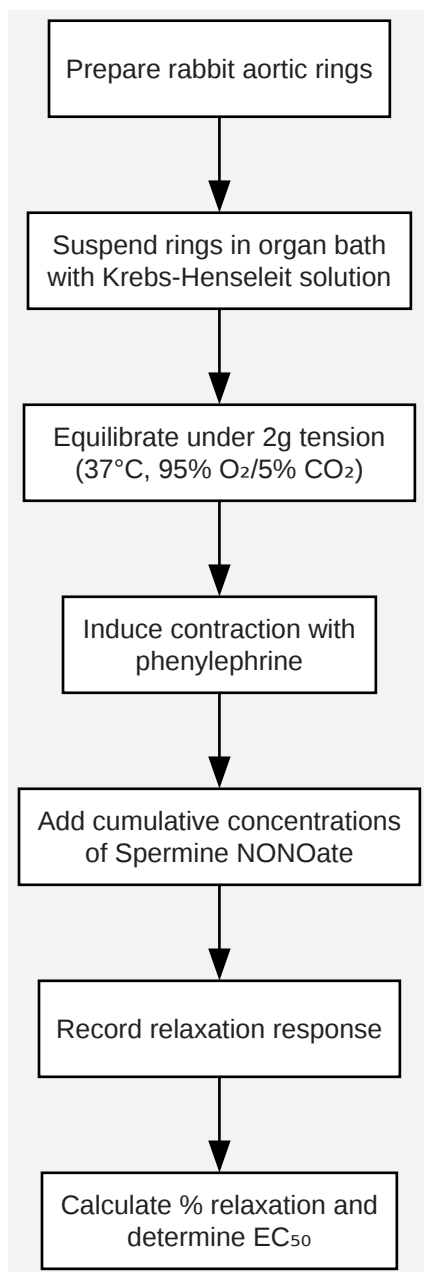 Prepare rabbit aortic rings
Suspend rings in organ bath
with Krebs-Henseleit solution
Equilibrate under 2g tension
(37°C, 95% O₂/5% CO₂)
Induce contraction with
phenylephrine
Add cumulative concentrations
of Spermine NONOate
Record relaxation response
Calculate % relaxation and
determine EC₅₀